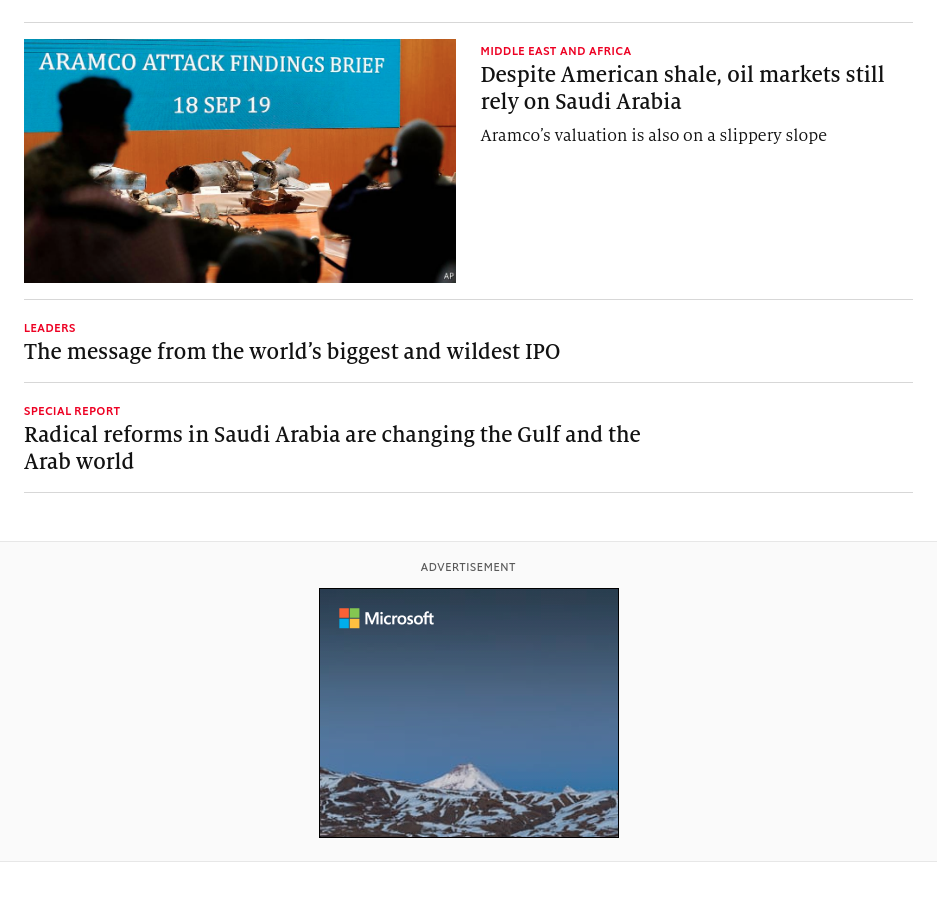 ARAMCO ATTACK FINDINGS BRIEF
18 SEP 19
AP
MIDDLE EAST AND AFRICA
Despite American shale, oil markets still
rely on Saudi Arabia
Aramco’s valuation is also on a slippery slope
LEADERS
The message from the world’s biggest and wildest IPO
SPECIAL REPORT
Radical reforms in Saudi Arabia are changing the Gulf and the
Arab world
ADVERTISEMENT
Microsoft